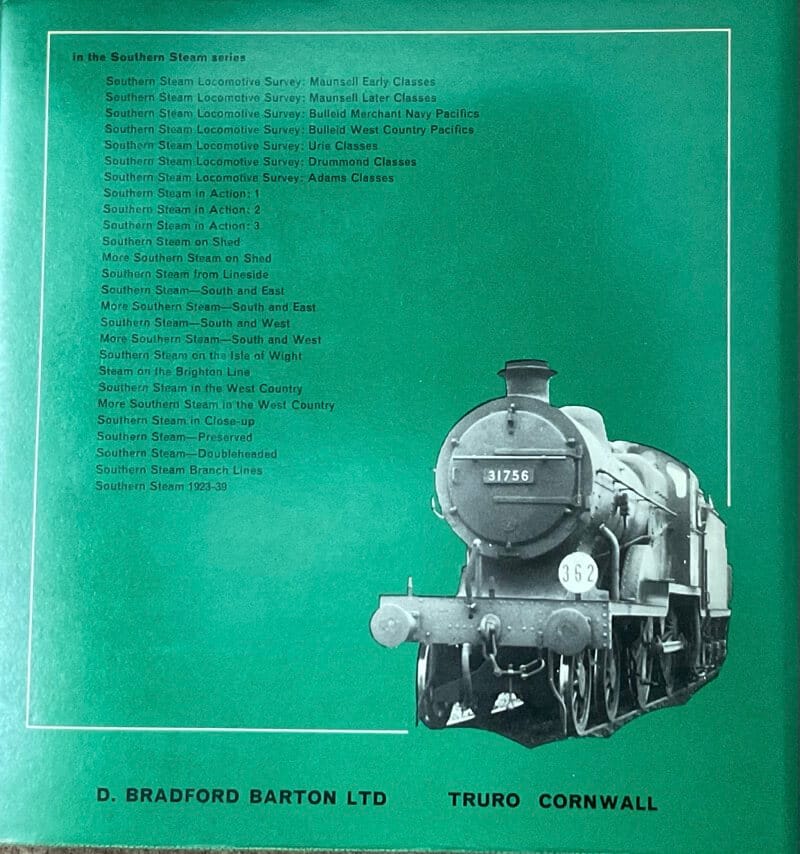 in the Southern Steam series
Southern Steam Locomotive Survey: Maunsell Early Classes
Southern Steam Locomotive Survey: Maunsell Later Classes
Southern Steam Locomotive Survey: Bulleid Merchant Navy Pacifics
Southern Steam Locomotive Survey: Bulleid West Country Pacifics
Southern Steam Locomotive Survey: Urie Classes
Southern Steam Locomotive Survey: Drummond Classes
Southern Steam Locomotive Survey: Adams Classes
Southern Steam in Action: 1
Southern Steam in Action: 2
Southern Steam in Action: 3
Southern Steam on Shed
More Southern Steam on Shed
Southern Steam from Lineside
Southern Steam—South and East
More Southern Steam—South and East
Southern Steam—South and West
More Southern Steam—South and West
Southern Steam on the Isle of Wight
Steam on the Brighton Line
Southern Steam in the West Country
More Southern Steam in the West Country
Southern Steam in Close-up
Southern Steam—Preserved
Southern Steam—Doubleheaded
Southern Steam Branch Lines
Southern Steam 1923-39
31756
362
D. BRADFORD BARTON LTD TRURO CORNWALL